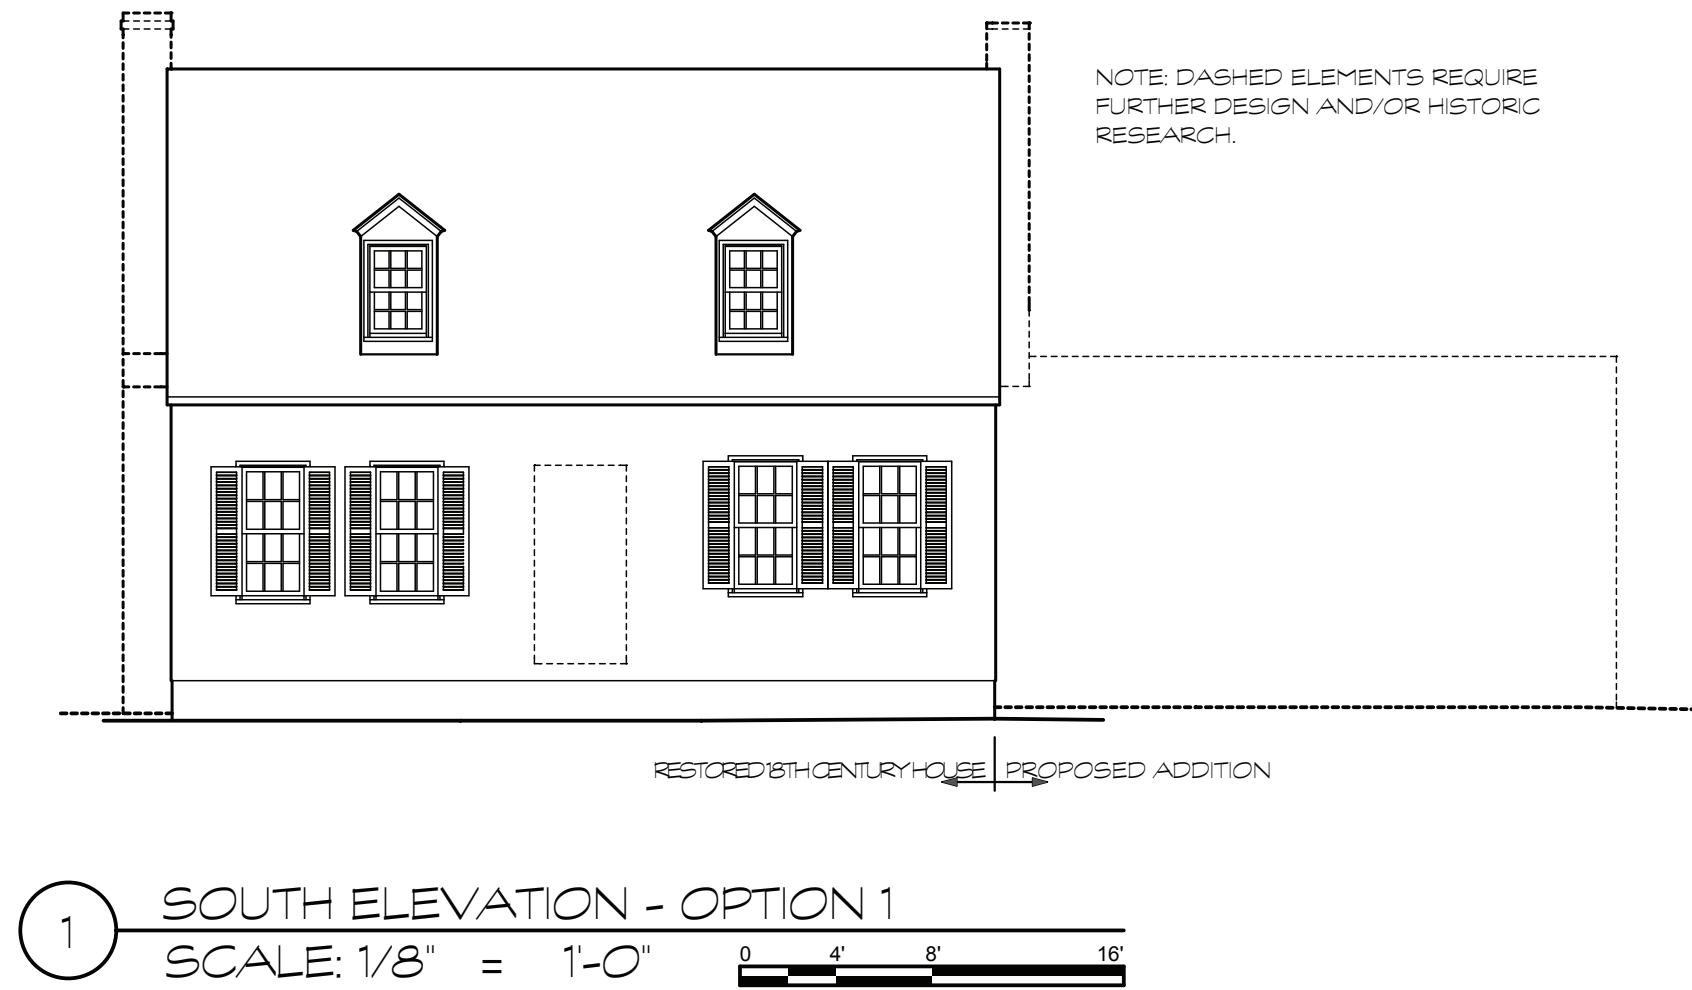 NOTE: DASHED ELEMENTS REQUIRE
FURTHER DESIGN AND/OR HISTORIC
RESEARCH.
RESTORED 18TH CENTURY HOUSE PROPOSED ADDITION
1
SOUTH ELEVATION - OPTION 1
SCALE: 1/8" = 1'-0"
0 4' 8' 16'